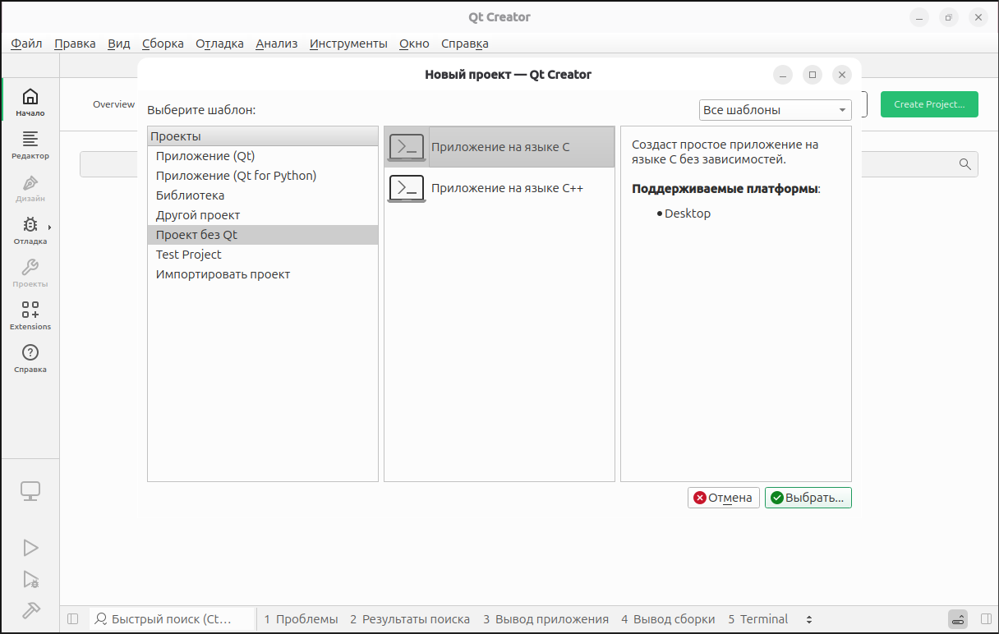 Qt Creator
Файл Правка Вид Сборка Отладка Анализ Инструменты Окно Справка
Новый проект — Qt Creator
Начало
Редактор
Дизайн
Отладка
Проекты
Extensions
Справка
Overview
Create Project...
Выберите шаблон:
Все шаблоны
Проекты
Приложение (Qt)
Приложение (Qt for Python)
Библиотека
Другой проект
Проект без Qt
Test Project
Импортировать проект
Приложение на языке C
Приложение на языке C++
Создаст простое приложение на
языке C без зависимостей.
Поддерживаемые платформы:
Desktop
Отмена
Выбрать...
Быстрый поиск (Ct...
1 Проблемы 2 Результаты поиска 3 Вывод приложения 4 Вывод сборки 5 Terminal